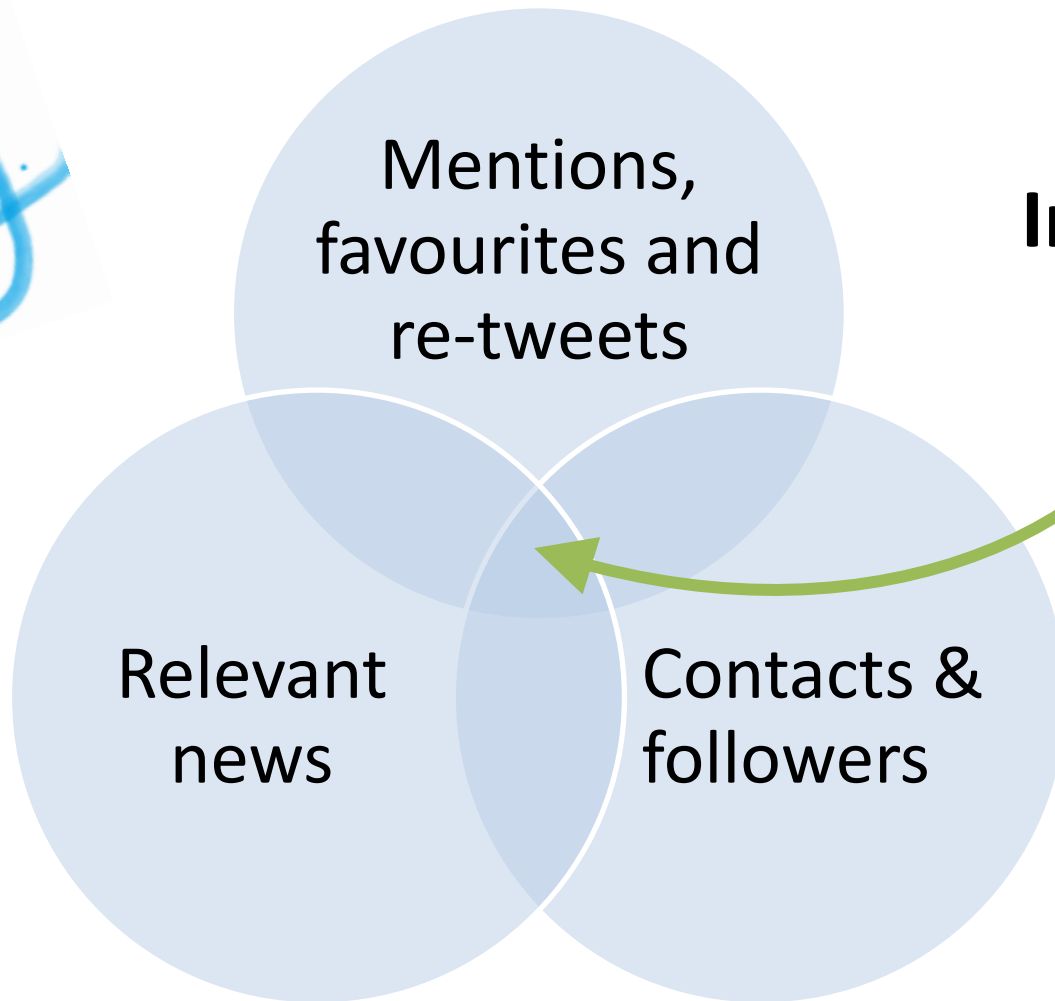 Mentions,
favourites and
re-tweets
Relevant
news
Contacts &
followers